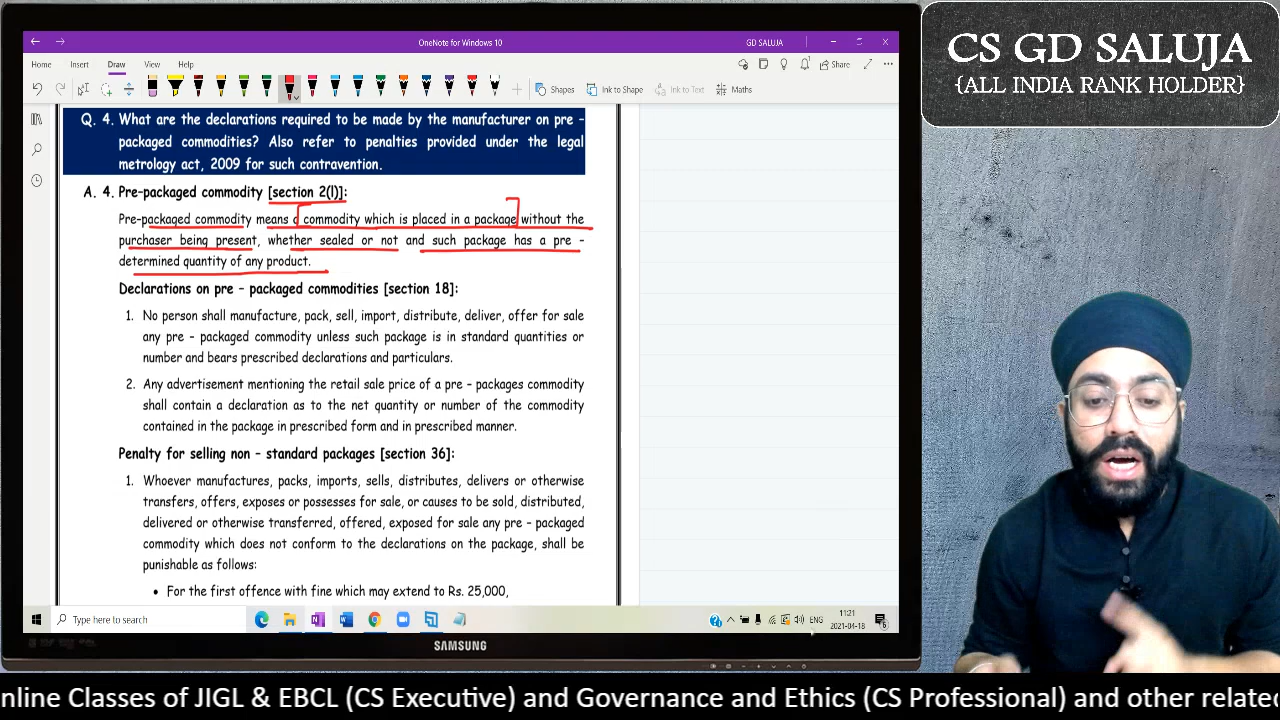 OneNote for Windows 10
GD SALUJA
Home Insert Draw View Help
Share
Shapes Ink to Shape Ink to Text Maths
Q. 4. What are the declarations required to be made by the manufacturer on pre -
packaged commodities? Also refer to penalties provided under the legal
metrology act, 2009 for such contravention.
A. 4. Pre-packaged commodity [section 2(l)]:
Pre-packaged commodity means a commodity which is placed in a package without the
purchaser being present, whether sealed or not and such package has a pre -
determined quantity of any product.
Declarations on pre - packaged commodities [section 18]:
1. No person shall manufacture, pack, sell, import, distribute, deliver, offer for sale
any pre - packaged commodity unless such package is in standard quantities or
number and bears prescribed declarations and particulars.
2. Any advertisement mentioning the retail sale price of a pre - packages commodity
shall contain a declaration as to the net quantity or number of the commodity
contained in the package in prescribed form and in prescribed manner.
Penalty for selling non - standard packages [section 36]:
1. Whoever manufactures, packs, imports, sells, distributes, delivers or otherwise
transfers, offers, exposes or possesses for sale, or causes to be sold, distributed,
delivered or otherwise transferred, offered, exposed for sale any pre - packaged
commodity which does not conform to the declarations on the package, shall be
punishable as follows:
• For the first offence with fine which may extend to Rs. 25,000,
Type here to search
ENG
11:21
2021-04-18
SAMSUNG
CS GD SALUJA
{ALL INDIA RANK HOLDER}
nline Classes of JIGL & EBCL (CS Executive) and Governance and Ethics (CS Professional) and other relate